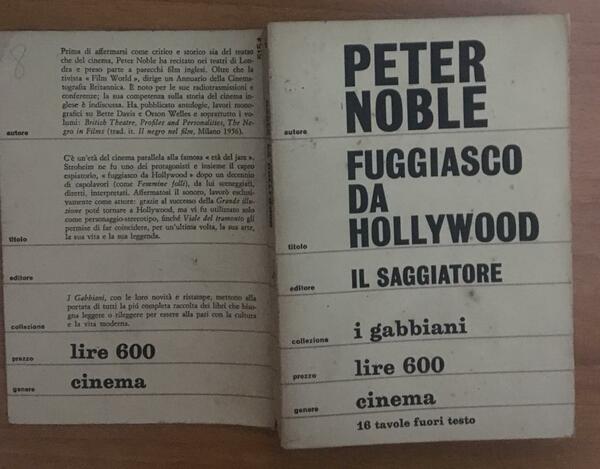 8
Prima di affermarsi come critico e storico sia del teatro
che del cinema, Peter Noble ha recitato nei teatri di Lon-
dra e preso parte a parecchi film inglesi. Oltre che la
rivista « Film World », dirige un Annuario della Cinema-
tografia Britannica. È noto per le sue radiotrasmissioni e
conferenze; la sua competenza sulla storia del cinema in-
glese è indiscussa. Ha pubblicato antologie, lavori mono-
grafici su Bette Davis e Orson Welles e soprattutto i vo-
lumi: British Theatre, Profiles and Personalities, The Ne-
gro in Films (trad. it. Il negro nel film, Milano 1956).
autore
C'è un'età del cinema parallela alla famosa « età del jazz ».
Stroheim ne fu uno dei protagonisti e insieme il capro
espiatorio, « fuggiasco da Hollywood » dopo un decennio
di capolavori (come Femmine folli), da lui sceneggiati,
diretti, interpretati. Affermatosi il sonoro, lavorò esclusi-
vamente come attore: grazie al successo della Grande illu-
sione poté tornare a Hollywood, ma vi fu utilizzato solo
come personaggio-stereotipo, finché Viale del tramonto gli
permise di far coincidere, per un'ultima volta, la sua arte,
la sua vita e la sua leggenda.
titolo
editore
I Gabbiani, con le loro novità e ristampe, mettono alla
portata di tutti la più completa raccolta dei libri che biso-
gna leggere o rileggere per essere alla pari con la cultura
e la vita moderna.
collezione
prezzo lire 600
genere cinema
PETER
autore NOBLE
FUGGIASCO
DA
titolo HOLLYWOOD
editore IL SAGGIATORE
collezione i gabbiani
prezzo lire 600
genere cinema
16 tavole fuori testo